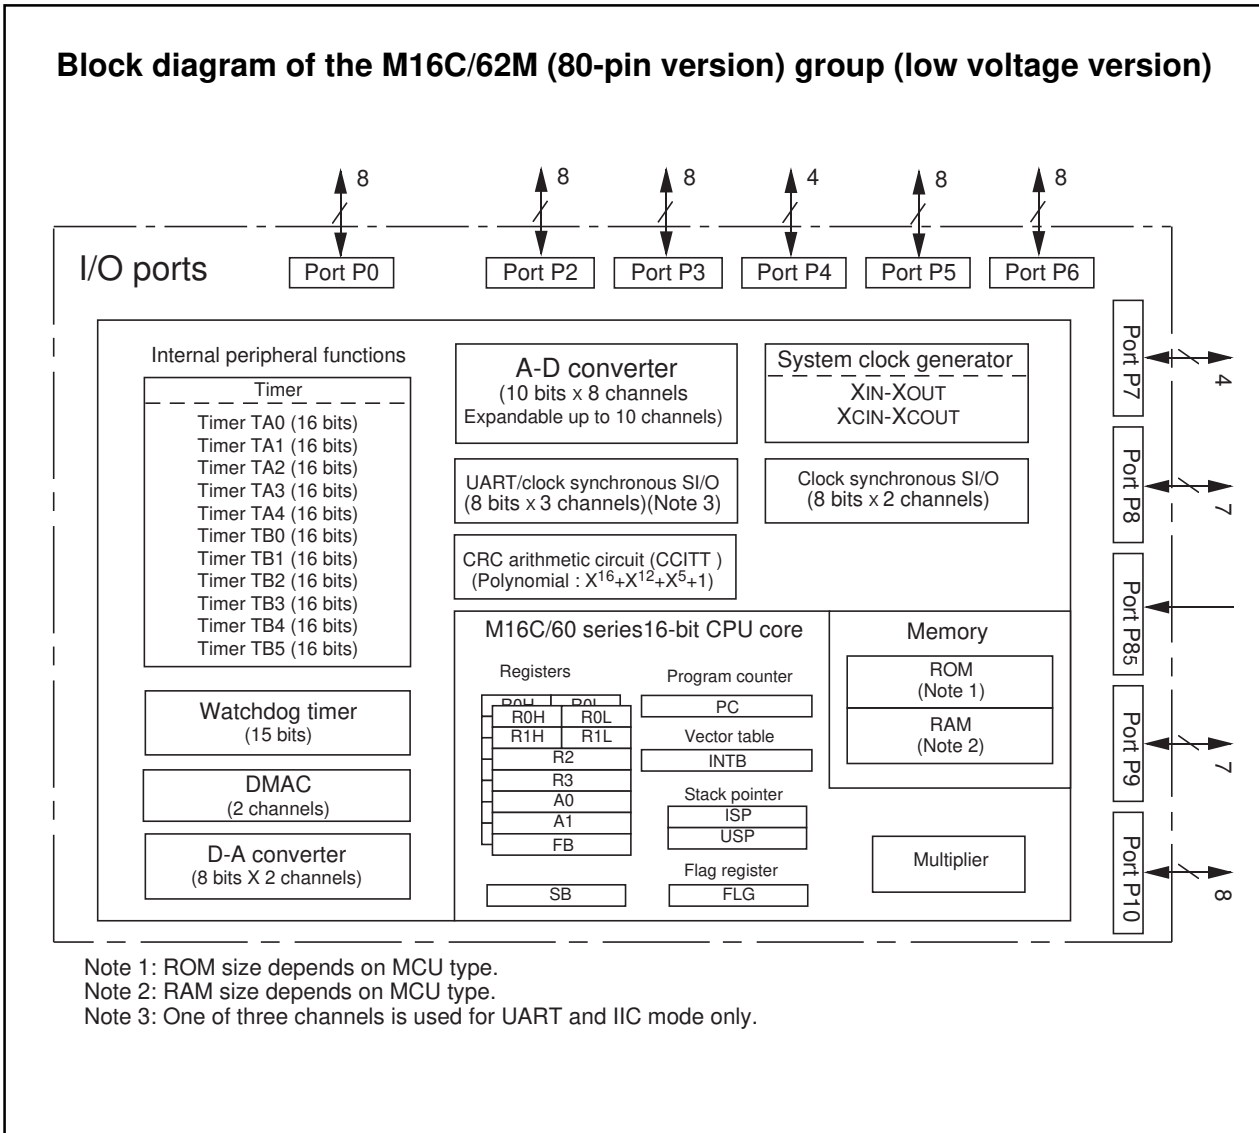 Block diagram of the M16C/62M (80-pin version) group (low voltage version)
8
8
8
4
8
8
I/O ports
Port P0
Port P2
Port P3
Port P4
Port P5
Port P6
Port P7
4
Port P8
7
Port P85
Port P9
7
Port P10
8
Internal peripheral functions
Timer
Timer TA0 (16 bits)
Timer TA1 (16 bits)
Timer TA2 (16 bits)
Timer TA3 (16 bits)
Timer TA4 (16 bits)
Timer TB0 (16 bits)
Timer TB1 (16 bits)
Timer TB2 (16 bits)
Timer TB3 (16 bits)
Timer TB4 (16 bits)
Timer TB5 (16 bits)
Watchdog timer
(15 bits)
DMAC
(2 channels)
D-A converter
(8 bits X 2 channels)
A-D converter
(10 bits x 8 channels
Expandable up to 10 channels)
System clock generator
XIN-XOUT
XCIN-XCOUT
UART/clock synchronous SI/O
(8 bits x 3 channels)(Note 3)
Clock synchronous SI/O
(8 bits x 2 channels)
CRC arithmetic circuit (CCITT )
(Polynomial : X16+X12+X5+1)
M16C/60 series16-bit CPU core
Registers
R0H R0L
R0H R0L
R1H R1L
R2
R3
A0
A1
FB
SB
Program counter
PC
Vector table
INTB
Stack pointer
ISP
USP
Flag register
FLG
Memory
ROM
(Note 1)
RAM
(Note 2)
Multiplier
Note 1: ROM size depends on MCU type.
Note 2: RAM size depends on MCU type.
Note 3: One of three channels is used for UART and IIC mode only.